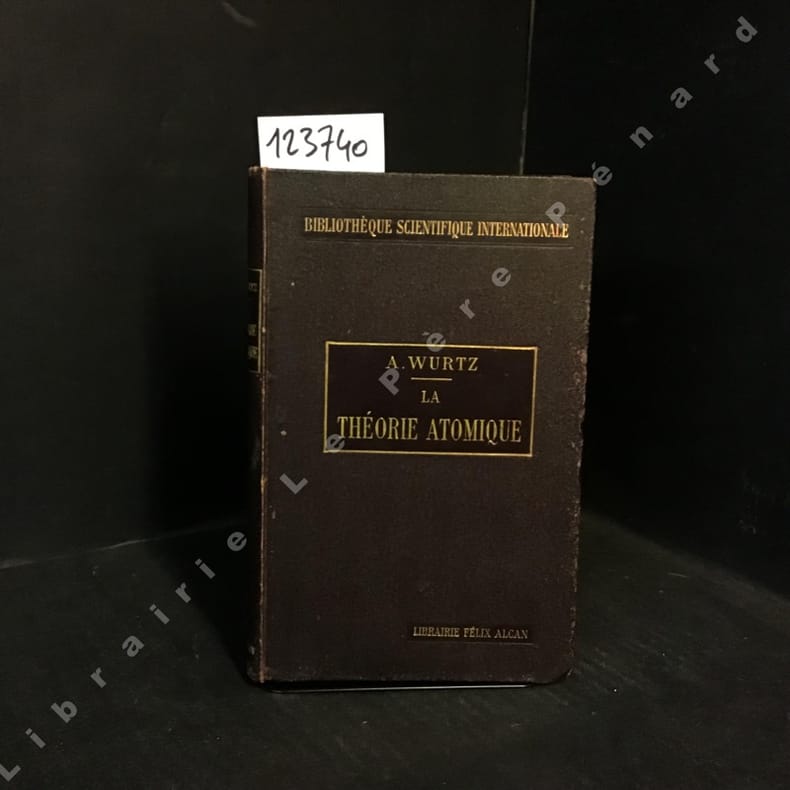 123740
BIBLIOTHÈQUE SCIENTIFIQUE INTERNATIONALE
A. WURTZ
LA
THÉORIE ATOMIQUE
LIBRAIRIE FÉLIX ALCAN
Librairie Le Père Pénard